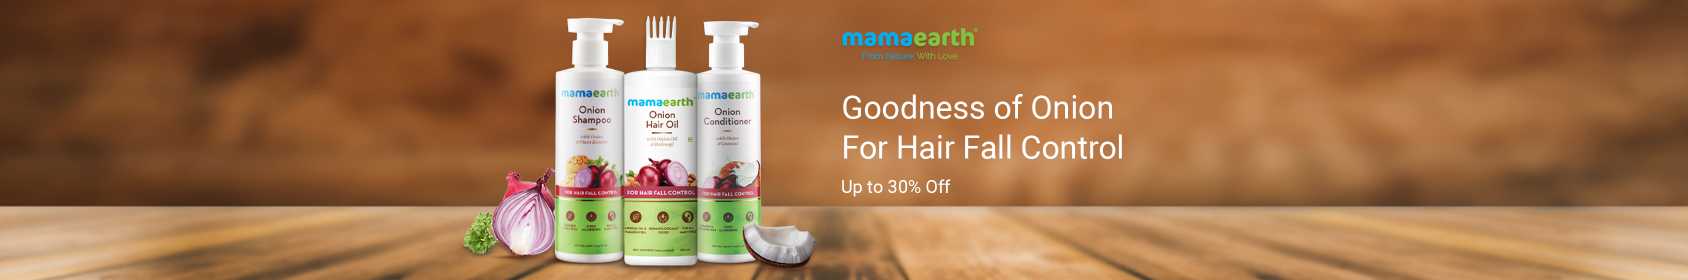 mamaearth
From Nature With Love
Goodness of Onion
For Hair Fall Control
Up to 30% Off
mamaearth
Onion
Shampoo
FOR HAIR FALL CONTROL
mamaearth
Onion
Hair Oil
FOR HAIR FALL CONTROL
mamaearth
Onion
Conditioner
FOR HAIR FALL CONTROL